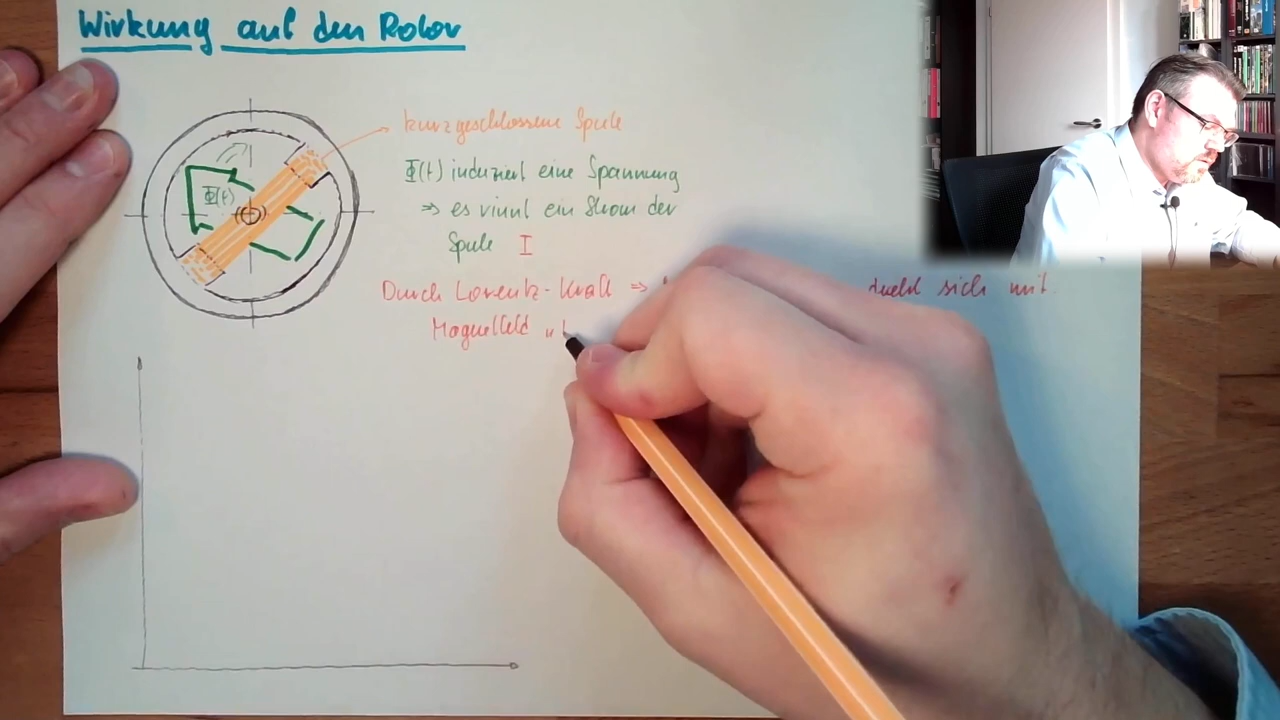 Wirkung auf den Rotor
kurzgeschlossene Spule
Φ(t) induziert eine Spannung
Φ(t)
⇒ es rinnt ein Strom der
Spule I
Durch Lorentz-Kraft ⇒ dreht sich mit
Magnetfeld "